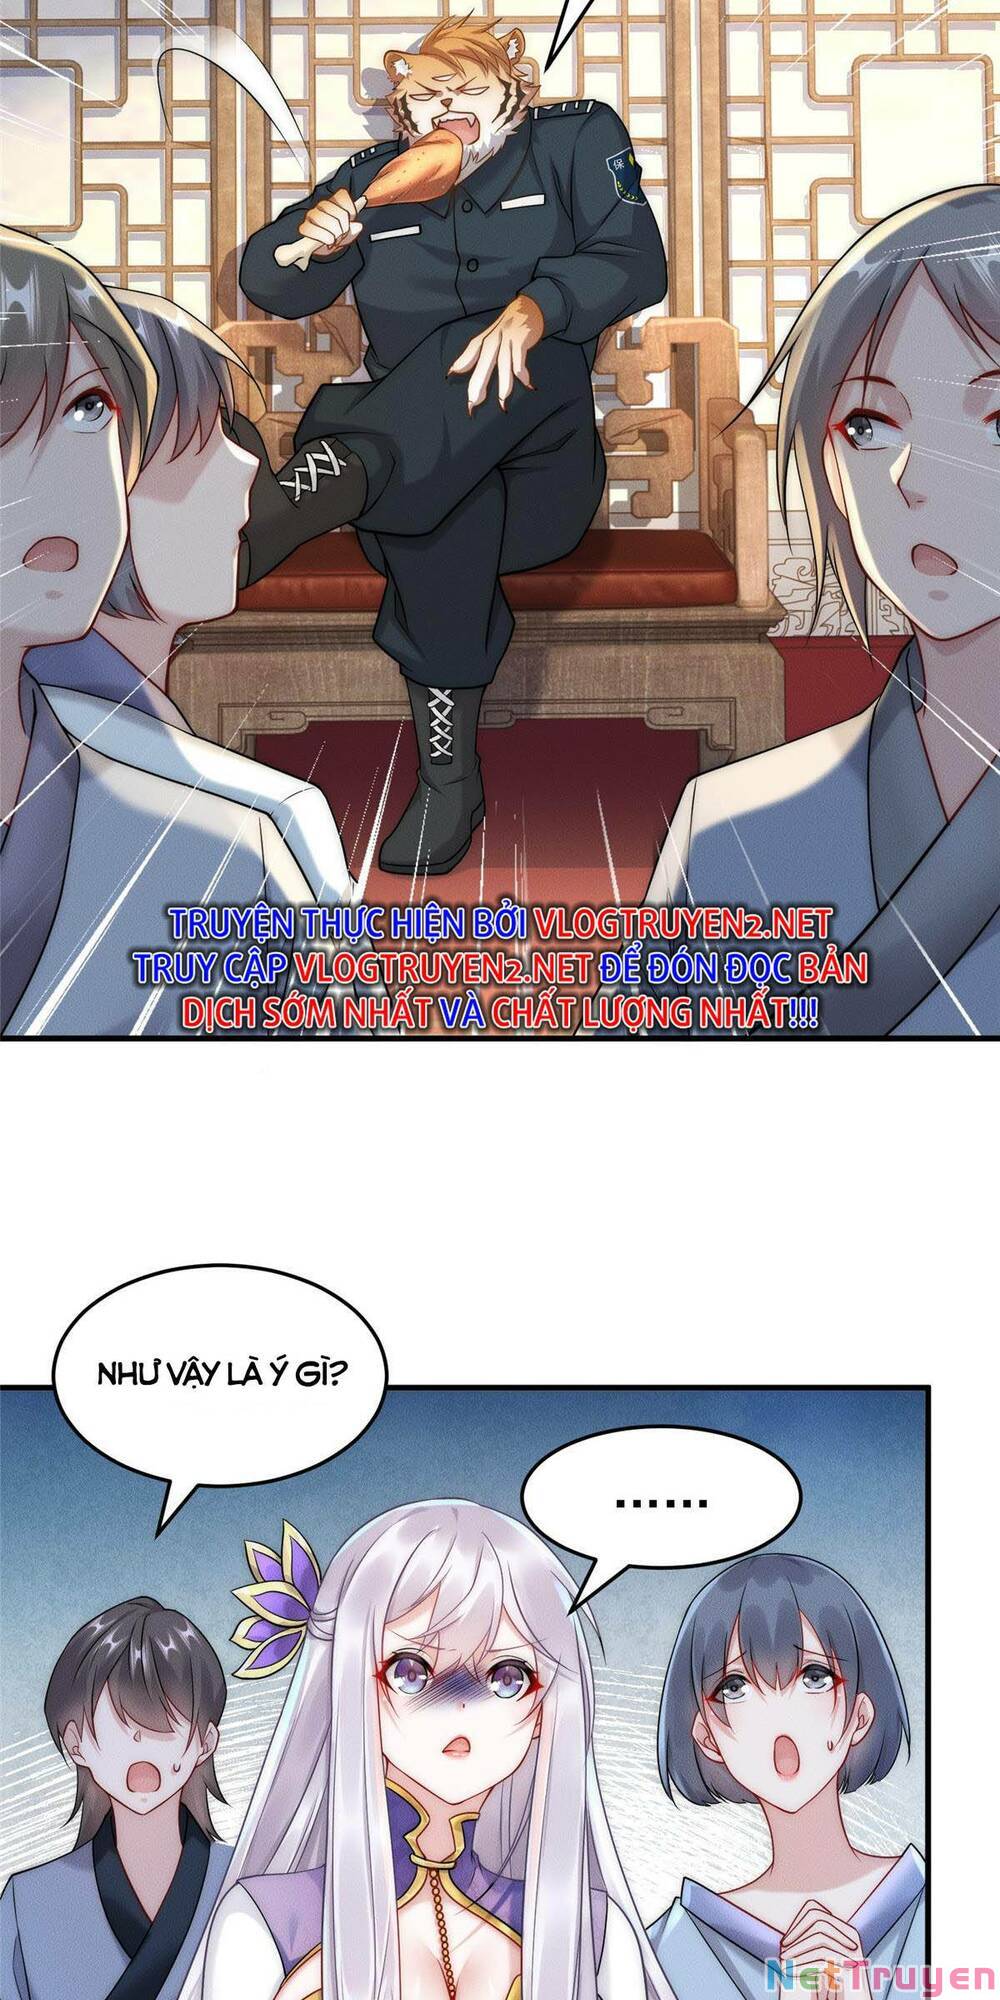 保
TRUYỆN THỰC HIỆN BỞI VLOGTRUYEN2.NET
TRUY CẬP VLOGTRUYEN2.NET ĐỂ ĐÓN ĐỌC BẢN
DỊCH SỚM NHẤT VÀ CHẤT LƯỢNG NHẤT!!!
NHƯ VẬY LÀ Ý GÌ?
......
NetTruyen